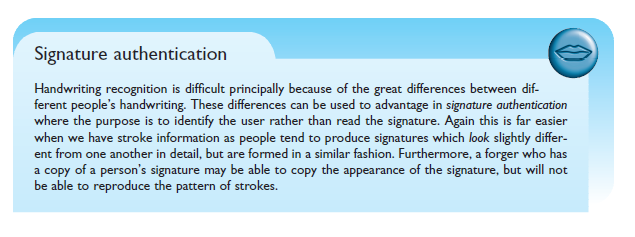 Signature authentication
Handwriting recognition is difficult principally because of the great differences between dif-
ferent people's handwriting. These differences can be used to advantage in signature authentication
where the purpose is to identify the user rather than read the signature. Again this is far easier
when we have stroke information as people tend to produce signatures which look slightly differ-
ent from one another in detail, but are formed in a similar fashion. Furthermore, a forger who has
a copy of a person's signature may be able to copy the appearance of the signature, but will not
be able to reproduce the pattern of strokes.